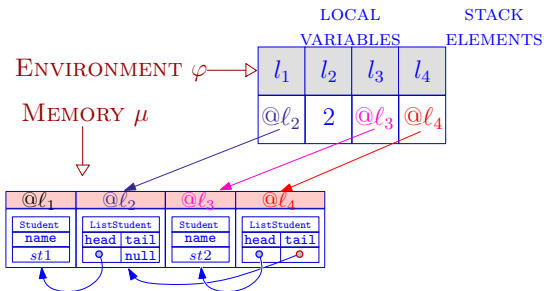 LOCAL STACK
VARIABLES ELEMENTS
ENVIRONMENT φ l₁ l₂ l₃ l₄
MEMORY μ @ℓ₂ 2 @ℓ₃ @ℓ₄
@ℓ₁ @ℓ₂ @ℓ₃ @ℓ₄
Student ListStudent Student ListStudent
name head tail name head tail
st1 null st2